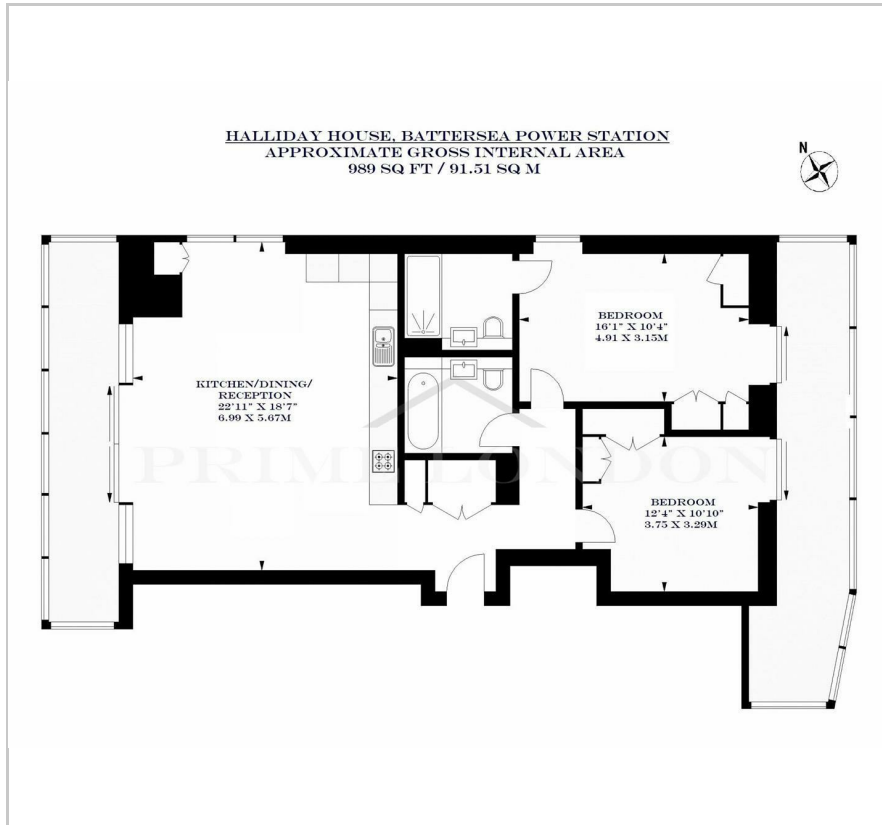 HALLIDAY HOUSE, BATTERSEA POWER STATION
APPROXIMATE GROSS INTERNAL AREA
989 SQ FT / 91.51 SQ M
N
KITCHEN/DINING/
RECEPTION
22'11" X 18'7"
6.99 X 5.67M
BEDROOM
16'1" X 10'4"
4.91 X 3.15M
PRIME LONDON
BEDROOM
12'4" X 10'10"
3.75 X 3.29M